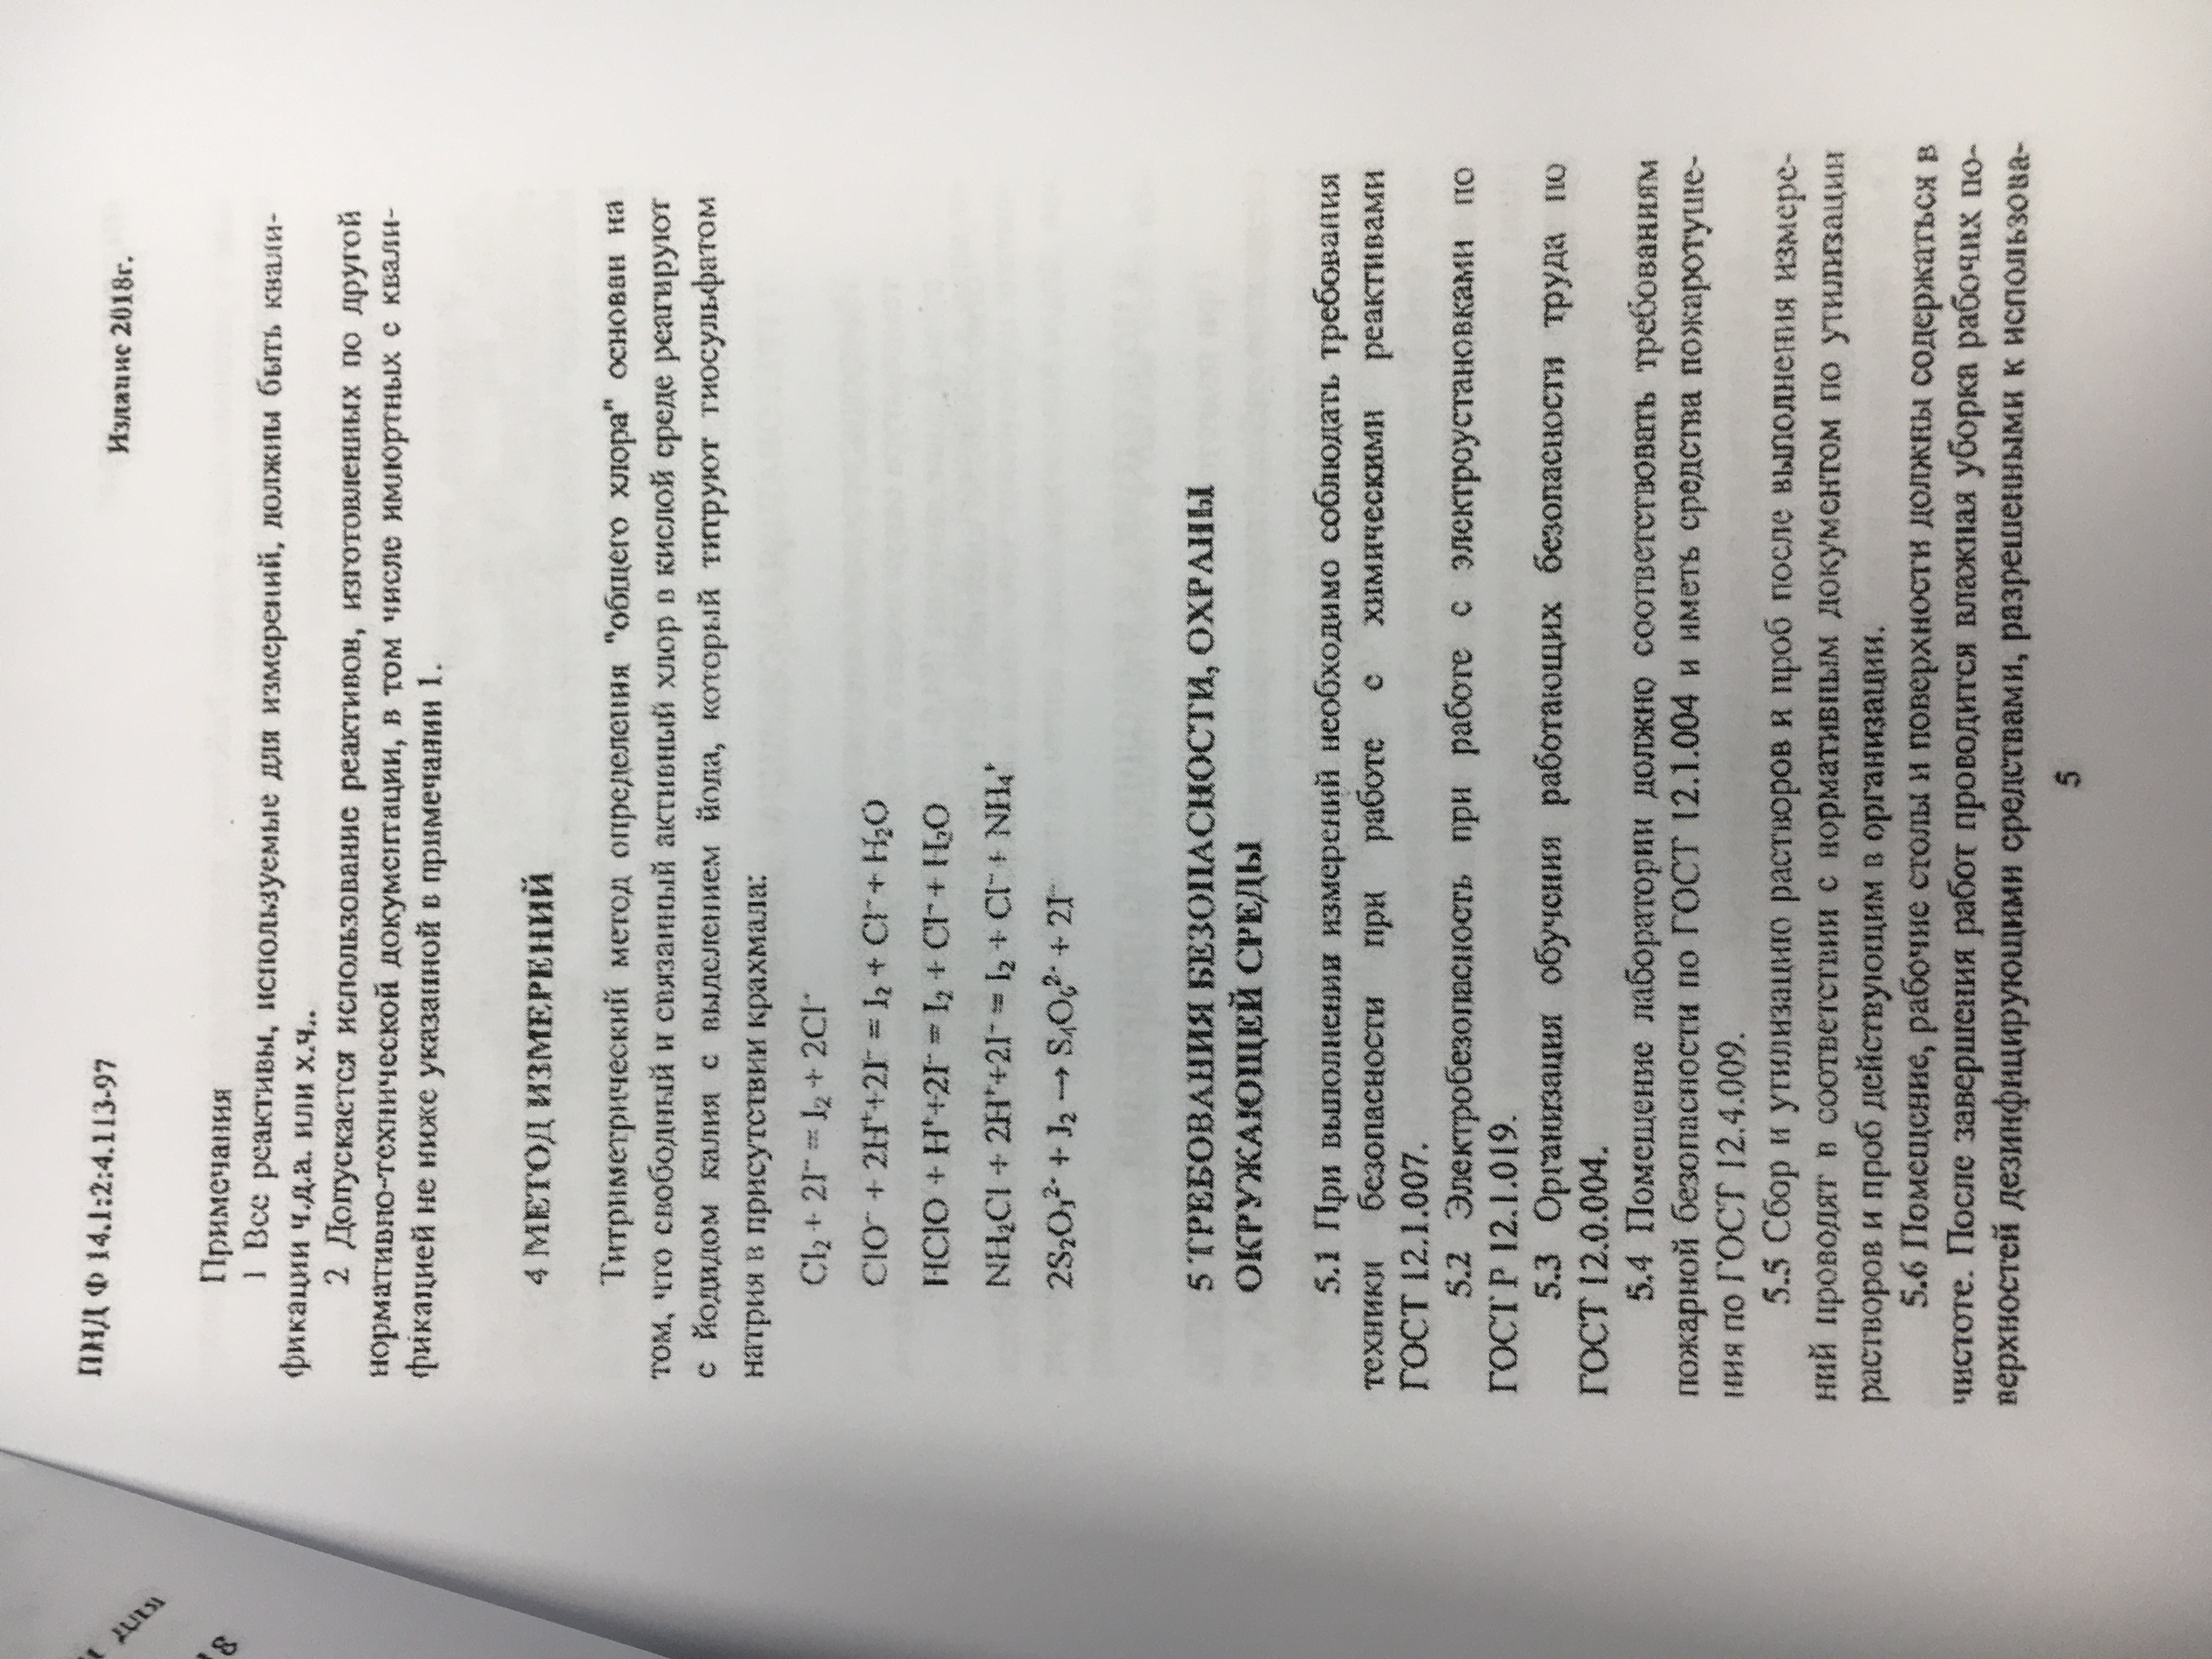 ПНД Ф 14.1:2:4.113-97 Издание 2018г.
Примечания
1 Все реактивы, используемые для измерений, должны быть квали-
фикации ч.д.а. или х.ч..
2 Допускается использование реактивов, изготовленных по другой
нормативно-технической документации, в том числе импортных с квали-
фикацией не ниже указанной в примечании 1.
4 МЕТОД ИЗМЕРЕНИЙ
Титриметрический метод определения "общего хлора" основан на
том, что свободный и связанный активный хлор в кислой среде реагируют
с йодидом калия с выделением йода, который титруют тиосульфатом
натрия в присутствии крахмала:
Cl₂ + 2I⁻ = I₂ + 2Cl⁻
ClO⁻ + 2H⁺+2I⁻ = I₂ + Cl⁻ + H₂O
HClO + H⁺+2I⁻ = I₂ + Cl⁻ + H₂O
NH₂Cl + 2H⁺+2I⁻ = I₂ + Cl⁻ + NH₄⁺
2S₂O₃²⁻ + I₂ → S₄O₆²⁻ + 2I⁻
5 ТРЕБОВАНИЯ БЕЗОПАСНОСТИ, ОХРАНЫ
ОКРУЖАЮЩЕЙ СРЕДЫ
5.1 При выполнении измерений необходимо соблюдать требования
техники безопасности при работе с химическими реактивами
ГОСТ 12.1.007.
5.2 Электробезопасность при работе с электроустановками по
ГОСТ Р 12.1.019.
5.3 Организация обучения работающих безопасности труда по
ГОСТ 12.0.004.
5.4 Помещение лаборатории должно соответствовать требованиям
пожарной безопасности по ГОСТ 12.1.004 и иметь средства пожаротуше-
ния по ГОСТ 12.4.009.
5.5 Сбор и утилизацию растворов и проб после выполнения измере-
ний проводят в соответствии с нормативным документом по утилизации
растворов и проб действующим в организации.
5.6 Помещение, рабочие столы и поверхности должны содержаться в
чистоте. После завершения работ проводится влажная уборка рабочих по-
верхностей дезинфицирующими средствами, разрешенными к использова-
5